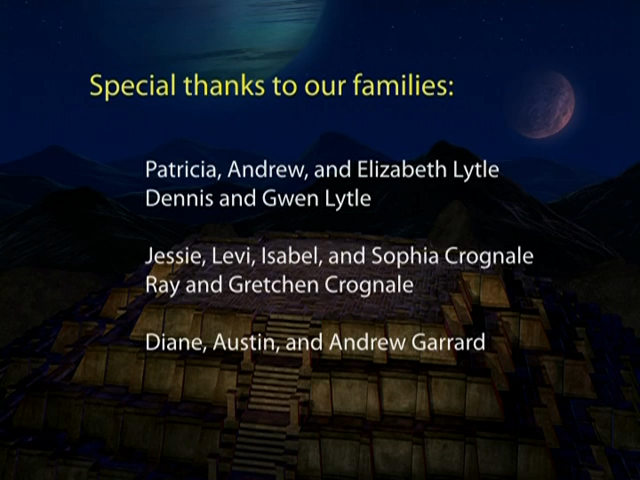 Special thanks to our families:
Patricia, Andrew, and Elizabeth Lytle
Dennis and Gwen Lytle
Jessie, Levi, Isabel, and Sophia Crognale
Ray and Gretchen Crognale
Diane, Austin, and Andrew Garrard